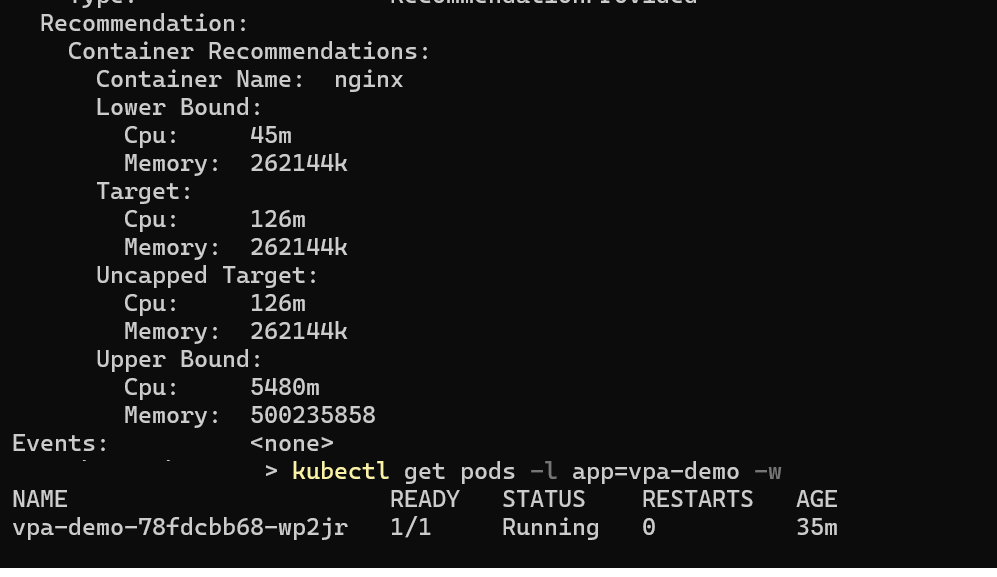 Type: RecommendationProvided
Recommendation:
Container Recommendations:
Container Name: nginx
Lower Bound:
Cpu: 45m
Memory: 262144k
Target:
Cpu: 126m
Memory: 262144k
Uncapped Target:
Cpu: 126m
Memory: 262144k
Upper Bound:
Cpu: 5480m
Memory: 500235858
Events: <none>
> kubectl get pods -l app=vpa-demo -w
NAME READY STATUS RESTARTS AGE
vpa-demo-78fdcbb68-wp2jr 1/1 Running 0 35m